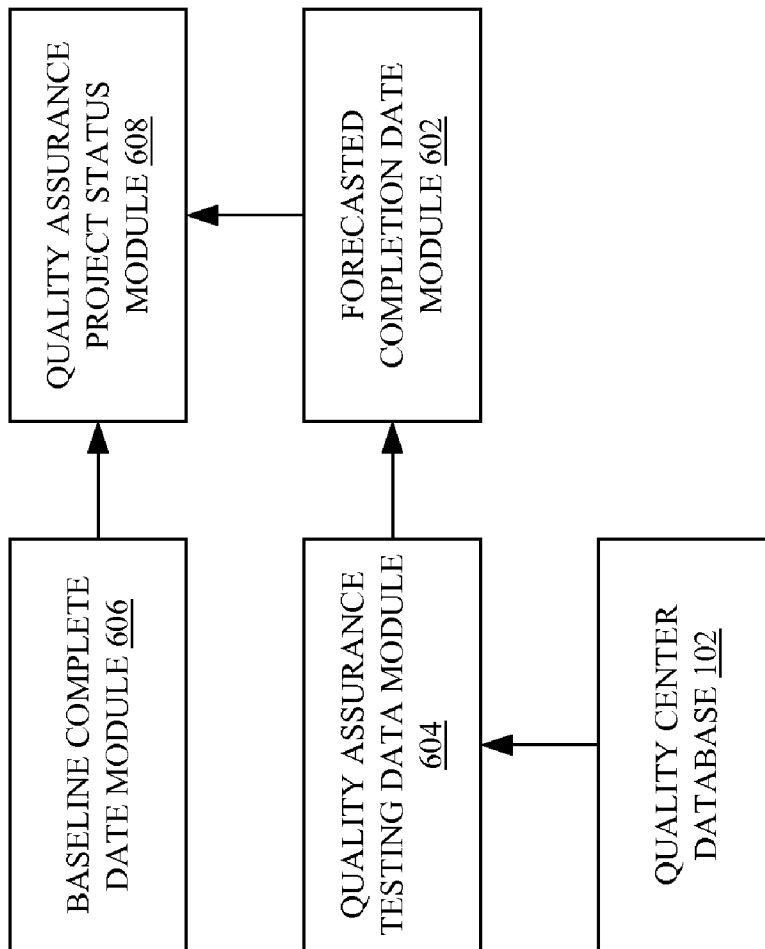 BASELINE COMPLETE
DATE MODULE 606
QUALITY ASSURANCE
PROJECT STATUS
MODULE 608
QUALITY ASSURANCE
TESTING DATA MODULE
604
FORECASTED
COMPLETION DATE
MODULE 602
QUALITY CENTER
DATABASE 102